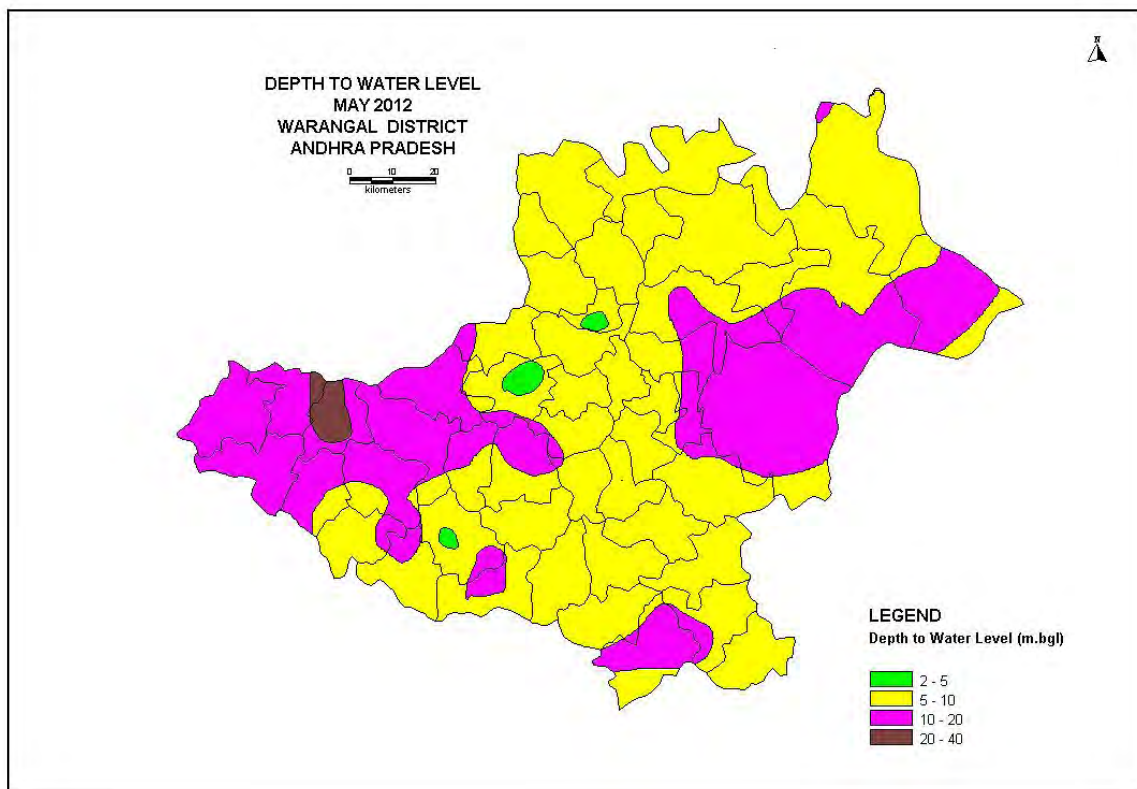 N
DEPTH TO WATER LEVEL
MAY 2012
WARANGAL DISTRICT
ANDHRA PRADESH
0 10 20
kilometers
LEGEND
Depth to Water Level (m.bgl)
2 - 5
5 - 10
10 - 20
20 - 40